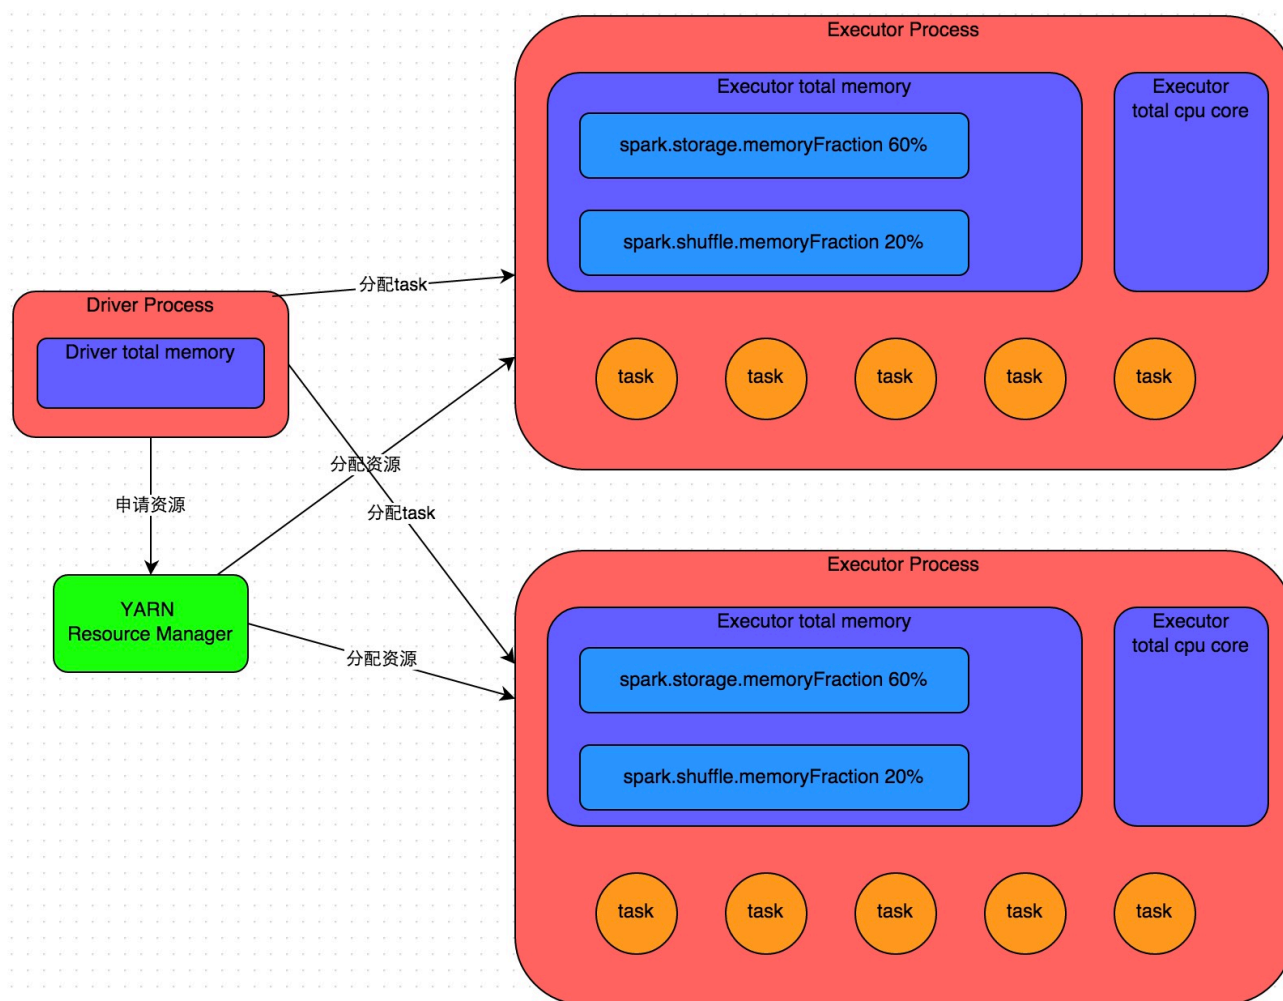 Executor Process
Executor total memory
Executor
total cpu core
spark.storage.memoryFraction 60%
spark.shuffle.memoryFraction 20%
task
task
task
task
task
分配task
Driver Process
Driver total memory
申请资源
分配资源
分配task
YARN
Resource Manager
分配资源
Executor Process
Executor total memory
Executor
total cpu core
spark.storage.memoryFraction 60%
spark.shuffle.memoryFraction 20%
task
task
task
task
task